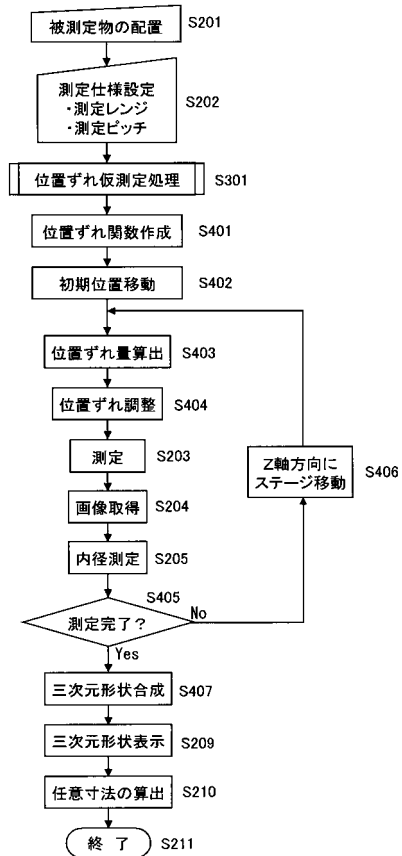 被測定物の配置 S201
測定仕様設定
・測定レンジ
・測定ピッチ
S202
位置ずれ仮測定処理 S301
位置ずれ関数作成 S401
初期位置移動 S402
位置ずれ量算出 S403
位置ずれ調整 S404
測定 S203
Z軸方向に
ステージ移動
S406
画像取得 S204
内径測定 S205
S405
測定完了？ No
Yes
三次元形状合成 S407
三次元形状表示 S209
任意寸法の算出 S210
終 了 S211